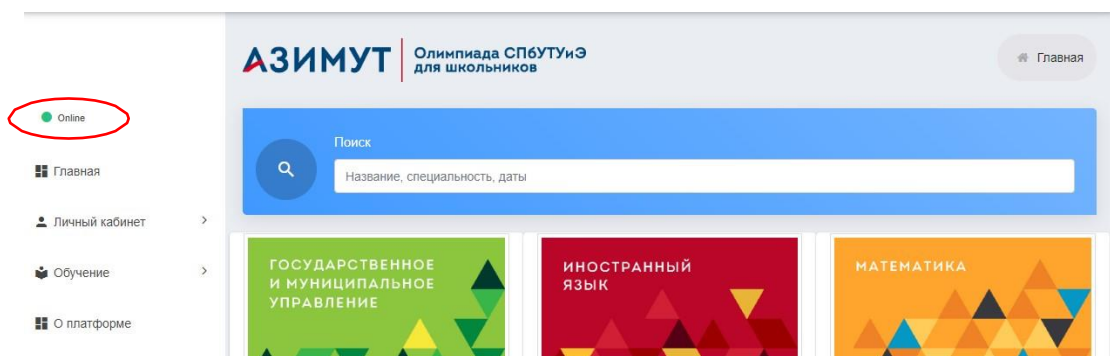 АЗИМУТ
Олимпиада СПбУТУиЭ
для школьников
Главная
Online
Поиск
Название, специальность, даты
Главная
Личный кабинет
Обучение
О платформе
ГОСУДАРСТВЕННОЕ
И МУНИЦИПАЛЬНОЕ
УПРАВЛЕНИЕ
ИНОСТРАННЫЙ
ЯЗЫК
МАТЕМАТИКА